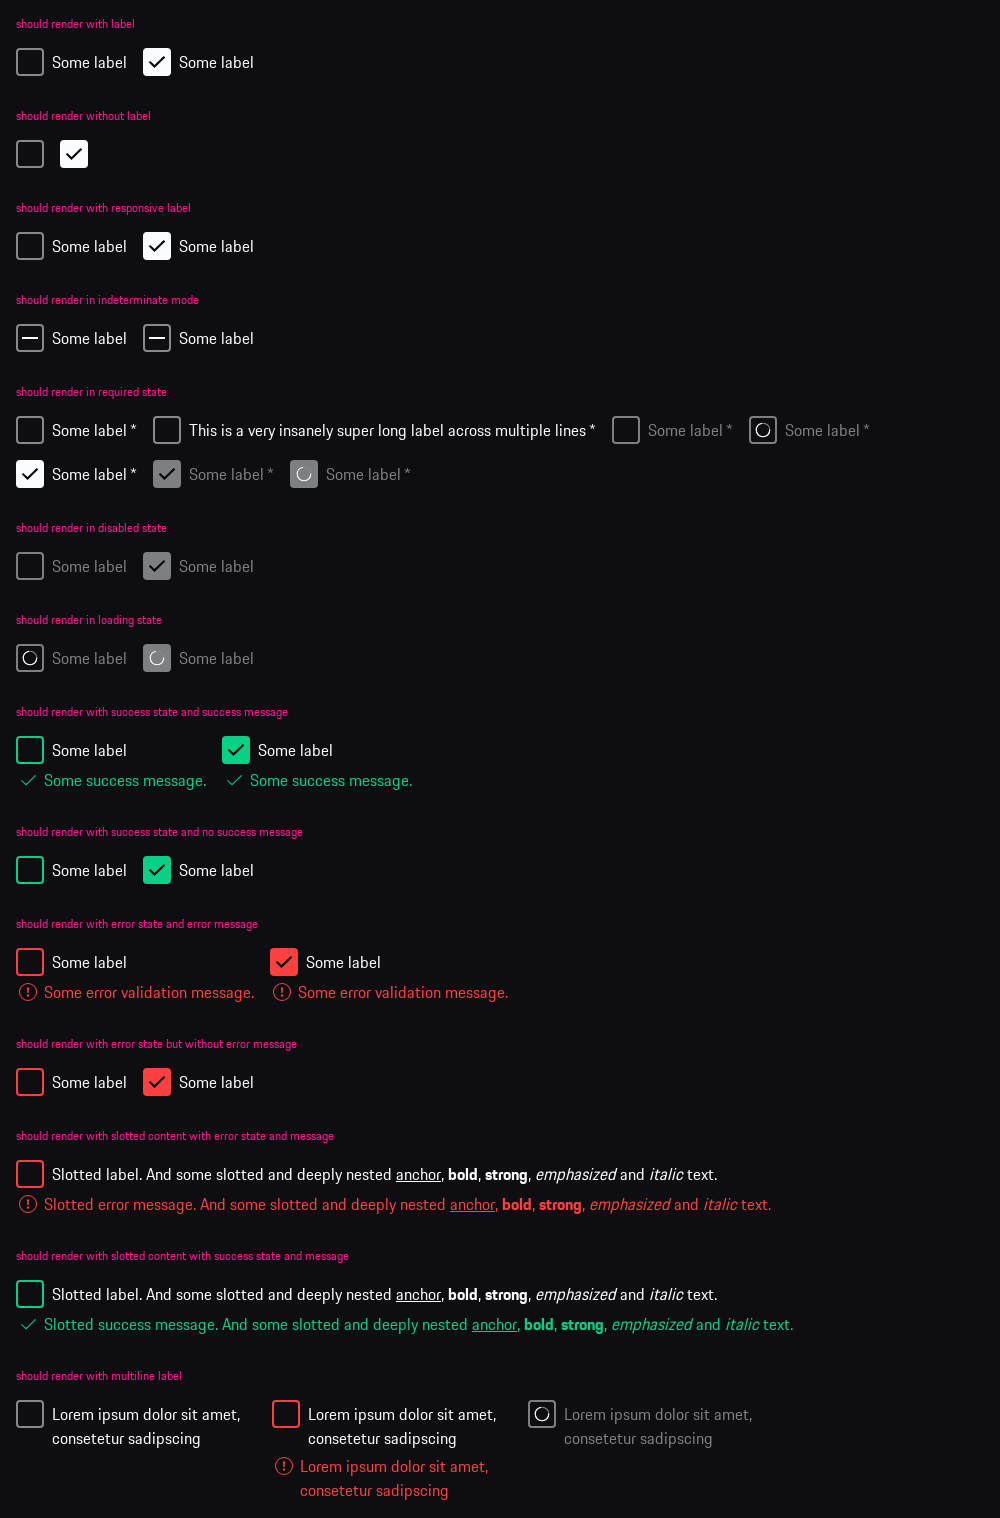 should render with label
Some label Some label
should render without label
should render with responsive label
Some label Some label
should render in indeterminate mode
Some label Some label
should render in required state
Some label * This is a very insanely super long label across multiple lines * Some label * Some label *
Some label * Some label * Some label *
should render in disabled state
Some label Some label
should render in loading state
Some label Some label
should render with success state and success message
Some label Some label
Some success message. Some success message.
should render with success state and no success message
Some label Some label
should render with error state and error message
Some label Some label
Some error validation message. Some error validation message.
should render with error state but without error message
Some label Some label
should render with slotted content with error state and message
Slotted label. And some slotted and deeply nested anchor, bold, strong, emphasized and italic text.
Slotted error message. And some slotted and deeply nested anchor, bold, strong, emphasized and italic text.
should render with slotted content with success state and message
Slotted label. And some slotted and deeply nested anchor, bold, strong, emphasized and italic text.
Slotted success message. And some slotted and deeply nested anchor, bold, strong, emphasized and italic text.
should render with multiline label
Lorem ipsum dolor sit amet,
consetetur sadipscing
Lorem ipsum dolor sit amet,
consetetur sadipscing
Lorem ipsum dolor sit amet,
consetetur sadipscing
Lorem ipsum dolor sit amet,
consetetur sadipscing